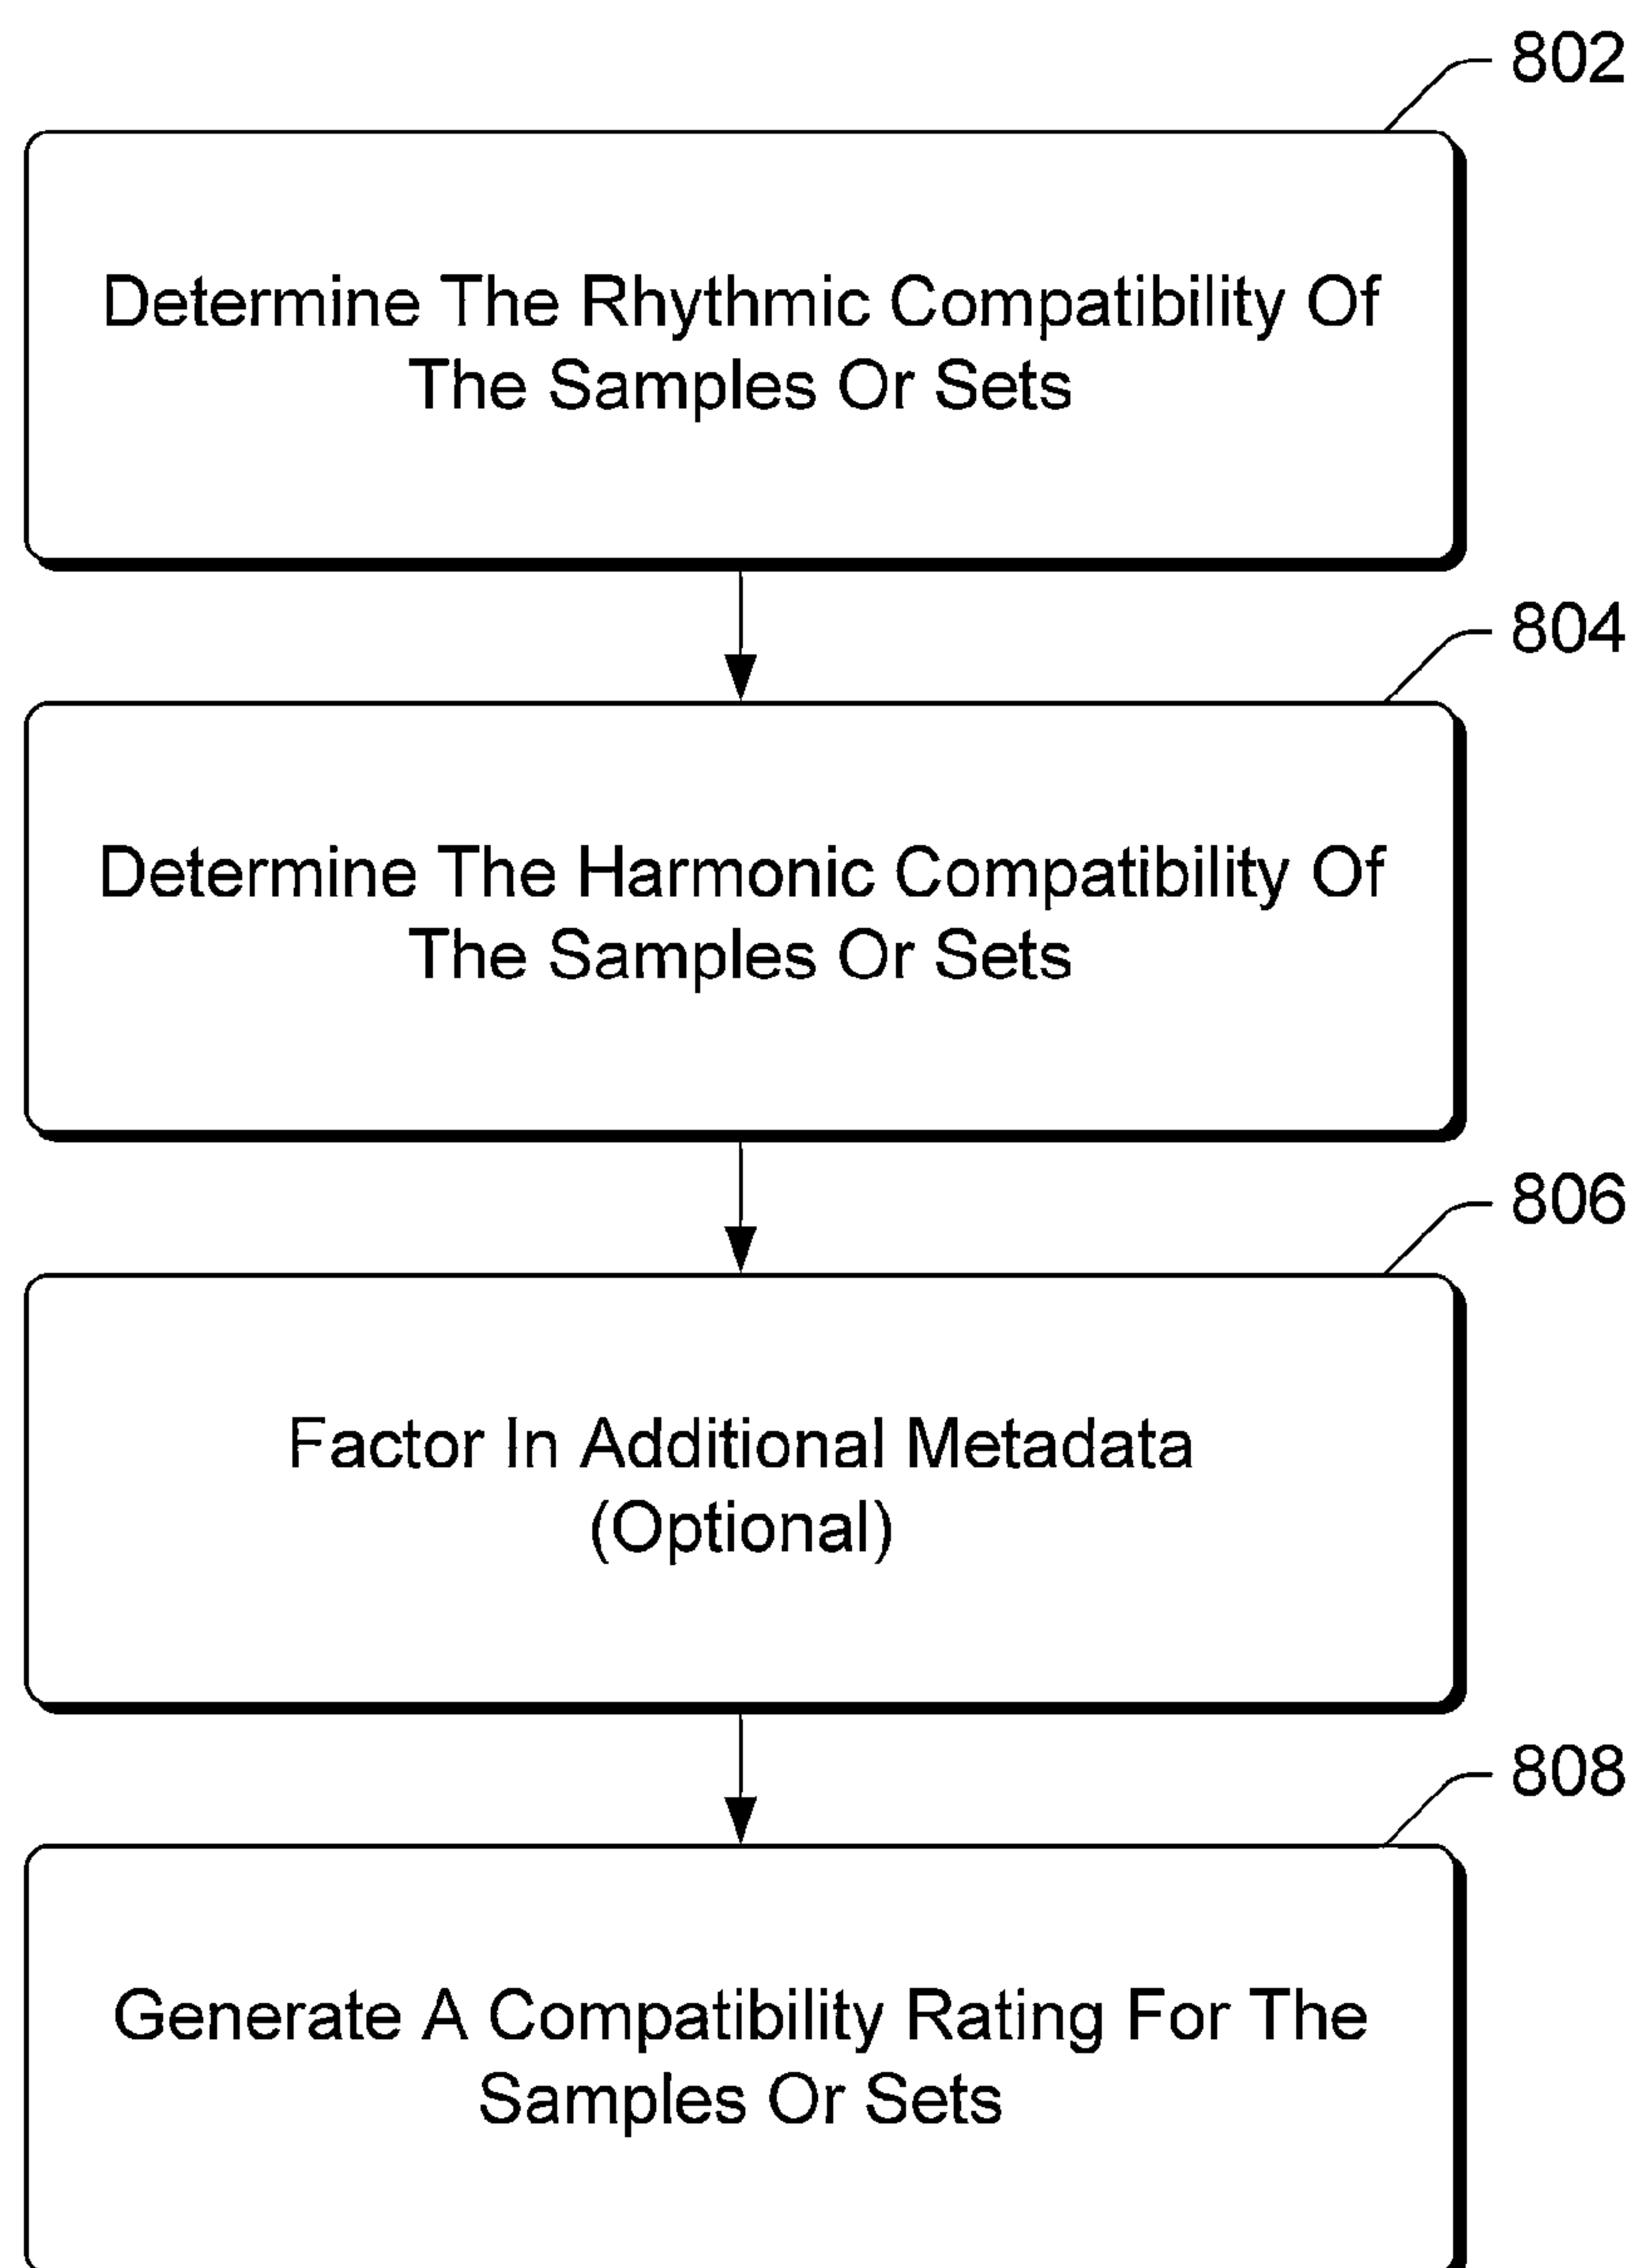 802
Determine The Rhythmic Compatibility Of
The Samples Or Sets
804
Determine The Harmonic Compatibility Of
The Samples Or Sets
806
Factor In Additional Metadata
(Optional)
808
Generate A Compatibility Rating For The
Samples Or Sets